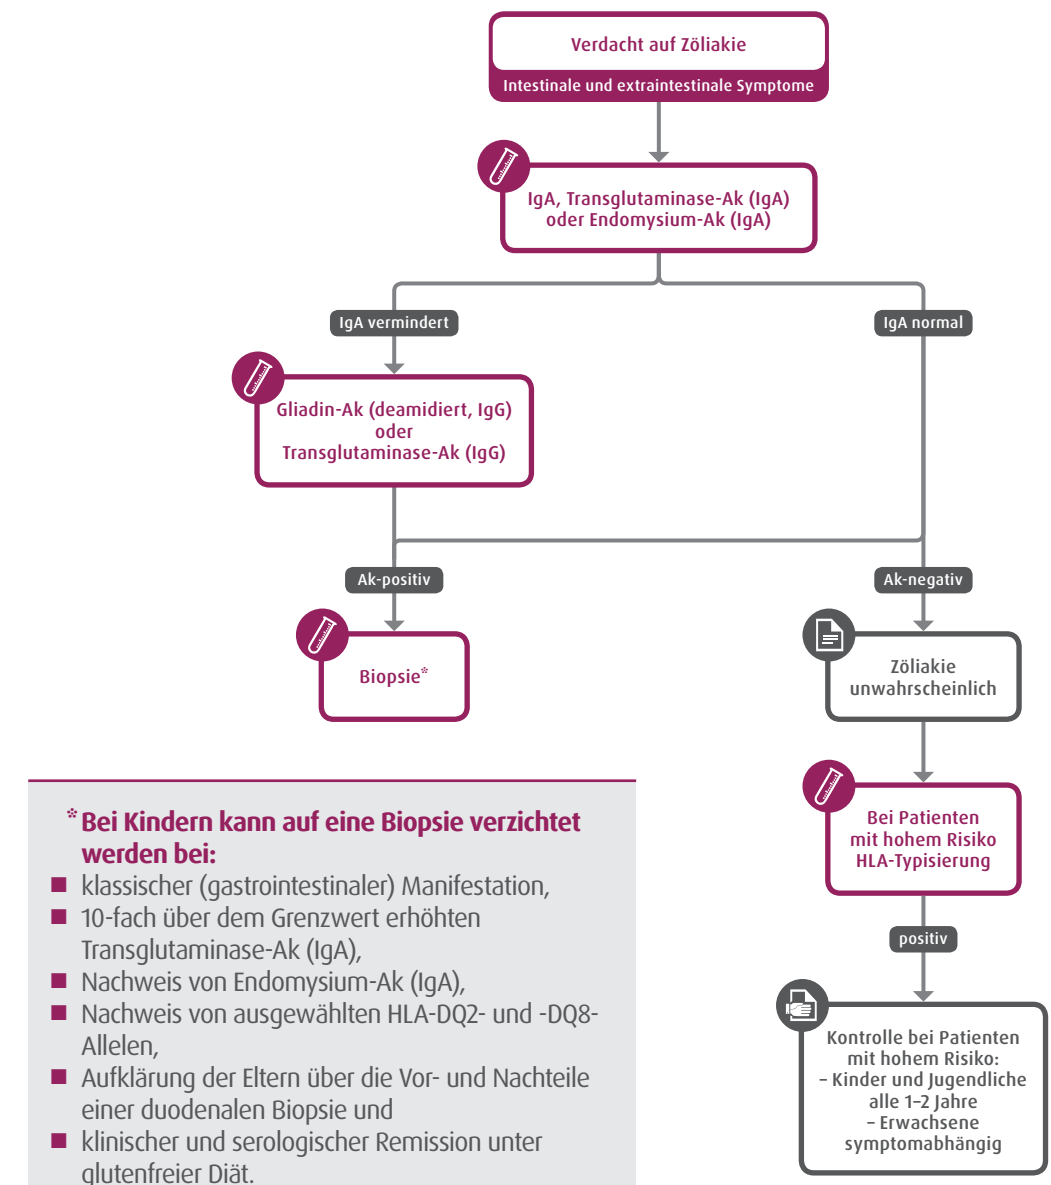 Verdacht auf Zöliakie
Intestinale und extraintestinale Symptome
IgA, Transglutaminase-Ak (IgA)
oder Endomysium-Ak (IgA)
IgA vermindert
IgA normal
Gliadin-Ak (deamidiert, IgG)
oder
Transglutaminase-Ak (IgG)
Ak-positiv
Ak-negativ
Biopsie*
Zöliakie
unwahrscheinlich
Bei Patienten
mit hohem Risiko
HLA-Typisierung
positiv
Kontrolle bei Patienten
mit hohem Risiko:
– Kinder und Jugendliche
alle 1–2 Jahre
– Erwachsene
symptomabhängig
* Bei Kindern kann auf eine Biopsie verzichtet
werden bei:
■ klassischer (gastrointestinaler) Manifestation,
■ 10-fach über dem Grenzwert erhöhten
Transglutaminase-Ak (IgA),
■ Nachweis von Endomysium-Ak (IgA),
■ Nachweis von ausgewählten HLA-DQ2- und -DQ8-
Allelen,
■ Aufklärung der Eltern über die Vor- und Nachteile
einer duodenalen Biopsie und
■ klinischer und serologischer Remission unter
glutenfreier Diät.